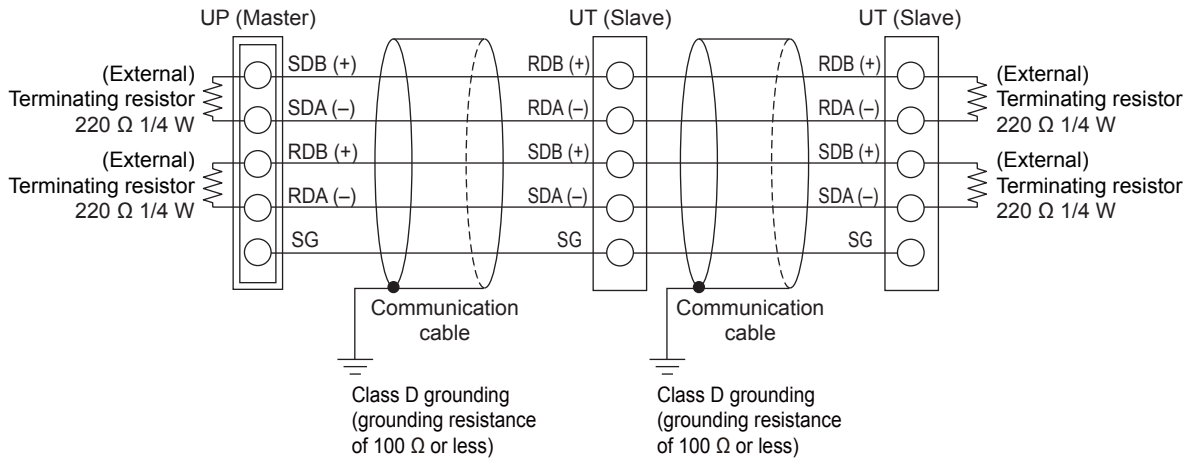 UP (Master)
UT (Slave)
UT (Slave)
(External)
Terminating resistor
220 Ω 1/4 W
(External)
Terminating resistor
220 Ω 1/4 W
SDB (+)
SDA (–)
RDB (+)
RDA (–)
SG
RDB (+)
RDA (–)
SDB (+)
SDA (–)
SG
RDB (+)
RDA (–)
SDB (+)
SDA (–)
SG
(External)
Terminating resistor
220 Ω 1/4 W
(External)
Terminating resistor
220 Ω 1/4 W
Communication
cable
Communication
cable
Class D grounding
(grounding resistance
of 100 Ω or less)
Class D grounding
(grounding resistance
of 100 Ω or less)